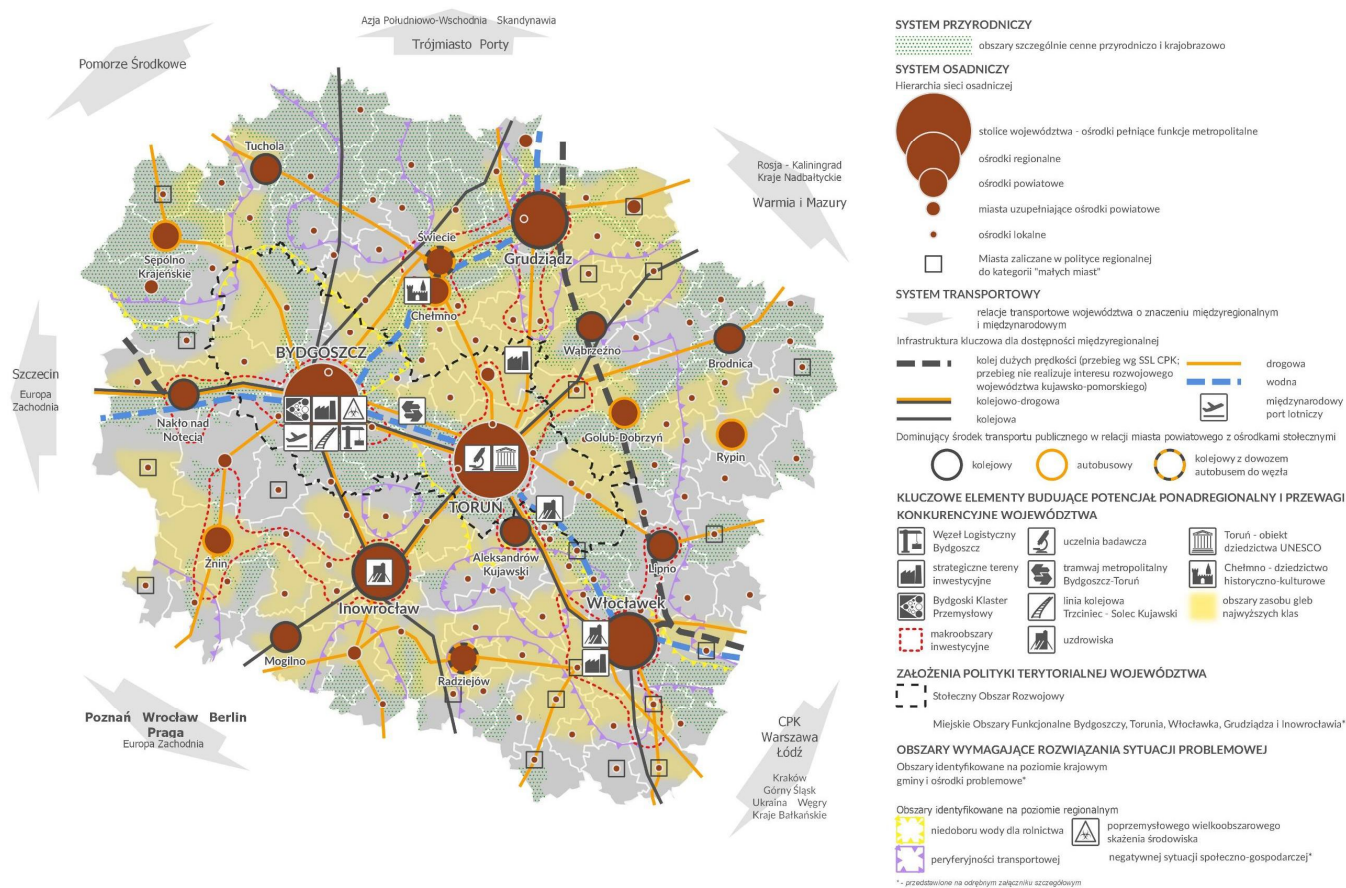 Azja Południowo-Wschodnia Skandynawia
Trójmiasto Porty
Pomorze Środkowe
Rosja - Kaliningrad
Kraje Nadbałtyckie
Warmia i Mazury
Szczecin
Europa
Zachodnia
Poznań Wrocław Berlin
Praga
Europa Zachodnia
CPK
Warszawa
Łódź
Kraków
Górny Śląsk
Ukraina Węgry
Kraje Bałkańskie
Tuchola
Sępólno
Krajeńskie
Świecie
Grudziądz
Chełmno
BYDGOSZCZ
Wąbrzeźno
Brodnica
Nakło nad
Notecią
Golub-Dobrzyń
Rypin
TORUŃ
Żnin
Aleksandrów
Kujawski
Lipno
Inowrocław
Włocławek
Mogilno
Radziejów
SYSTEM PRZYRODNICZY
obszary szczególnie cenne przyrodniczo i krajobrazowo
SYSTEM OSADNICZY
Hierarchia sieci osadniczej
stolice województwa - ośrodki pełniące funkcje metropolitalne
ośrodki regionalne
ośrodki powiatowe
miasta uzupełniające ośrodki powiatowe
ośrodki lokalne
Miasta zaliczane w polityce regionalnej
do kategorii "małych miast"
SYSTEM TRANSPORTOWY
relacje transportowe województwa o znaczeniu międzyregionalnym
i międzynarodowym
Infrastruktura kluczowa dla dostępności międzyregionalnej
kolej dużych prędkości (przebieg wg SSL CPK;
przebieg nie realizuje interesu rozwojowego
województwa kujawsko-pomorskiego)
kolejowo-drogowa
kolejowa
drogowa
wodna
międzynarodowy
port lotniczy
Dominujący środek transportu publicznego w relacji miasta powiatowego z ośrodkami stołecznymi
kolejowy
autobusowy
kolejowy z dowozem
autobusem do węzła
KLUCZOWE ELEMENTY BUDUJĄCE POTENCJAŁ PONADREGIONALNY I PRZEWAGI
KONKURENCYJNE WOJEWÓDZTWA
Węzeł Logistyczny
Bydgoszcz
uczelnia badawcza
Toruń - obiekt
dziedzictwa UNESCO
strategiczne tereny
inwestycyjne
tramwaj metropolitalny
Bydgoszcz-Toruń
Chełmno - dziedzictwo
historyczno-kulturowe
Bydgoski Klaster
Przemysłowy
linia kolejowa
Trzciniec - Solec Kujawski
obszary zasobu gleb
najwyższych klas
makroobszary
inwestycyjne
uzdrowiska
ZAŁOŻENIA POLITYKI TERYTORIALNEJ WOJEWÓDZTWA
Stołeczny Obszar Rozwojowy
Miejskie Obszary Funkcjonalne Bydgoszczy, Torunia, Włocławka, Grudziądza i Inowrocławia*
OBSZARY WYMAGAJĄCE ROZWIĄZANIA SYTUACJI PROBLEMOWEJ
Obszary identyfikowane na poziomie krajowym
gminy i ośrodki problemowe*
Obszary identyfikowane na poziomie regionalnym
niedoboru wody dla rolnictwa
poprzemysłowego wielkoobszarowego
skażenia środowiska
peryferyjności transportowej
negatywnej sytuacji społeczno-gospodarczej*
* - przedstawione na odrębnym załączniku szczegółowym